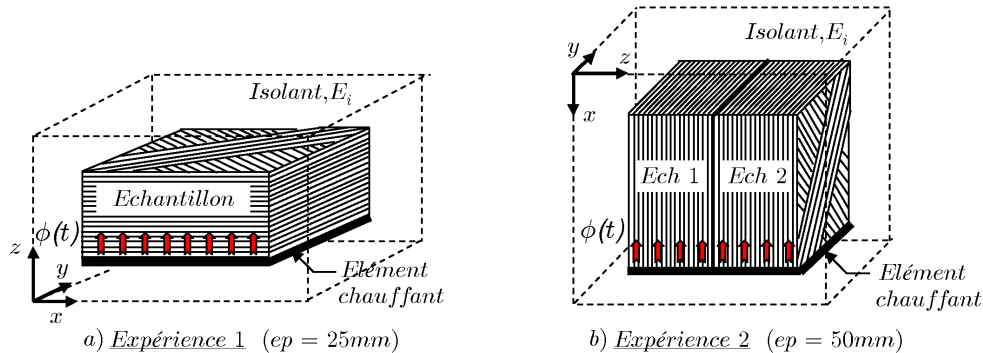 Isolant,E_i
Echantillon
ϕ(t)
z
y
x
Elément
chauffant
a) Expérience 1 (ep = 25mm)
Isolant,E_i
y
z
x
Ech 1
Ech 2
ϕ(t)
Elément
chauffant
b) Expérience 2 (ep = 50mm)